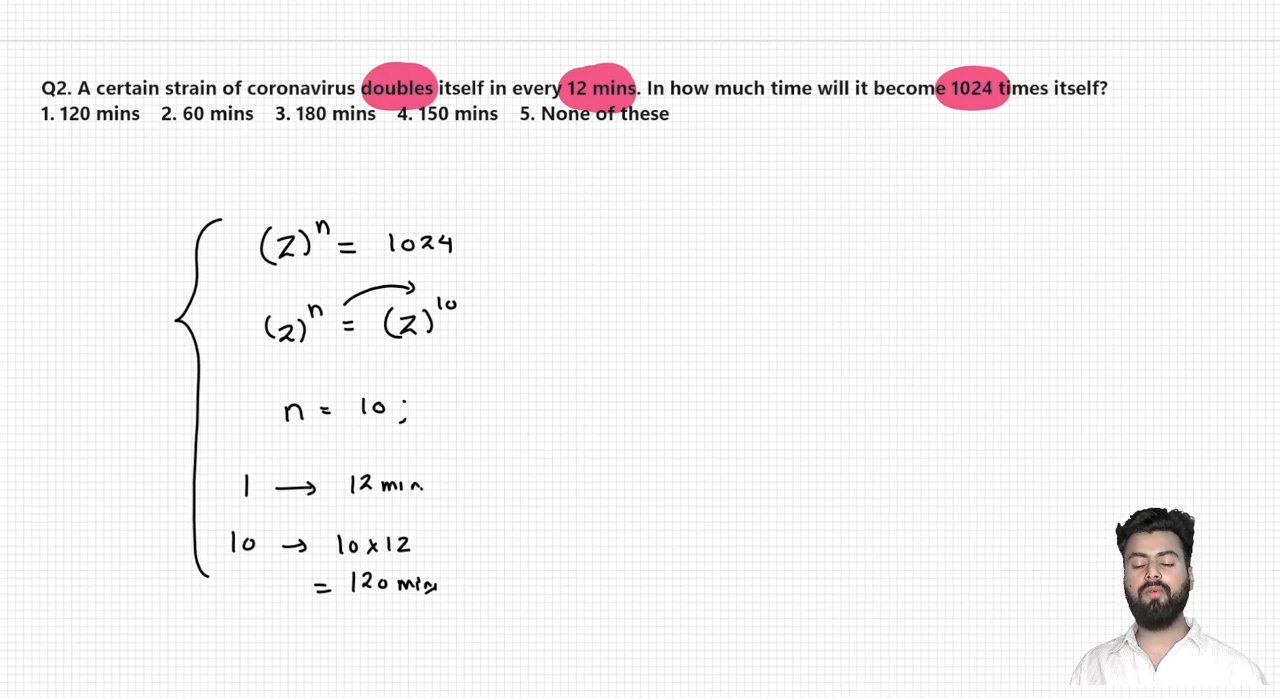 Q2. A certain strain of coronavirus doubles itself in every 12 mins. In how much time will it become 1024 times itself?
1. 120 mins 2. 60 mins 3. 180 mins 4. 150 mins 5. None of these
(2)^n = 1024
(2)^n = (2)^10
n = 10 ;
1 → 12 min
10 → 10 x 12
= 120 min